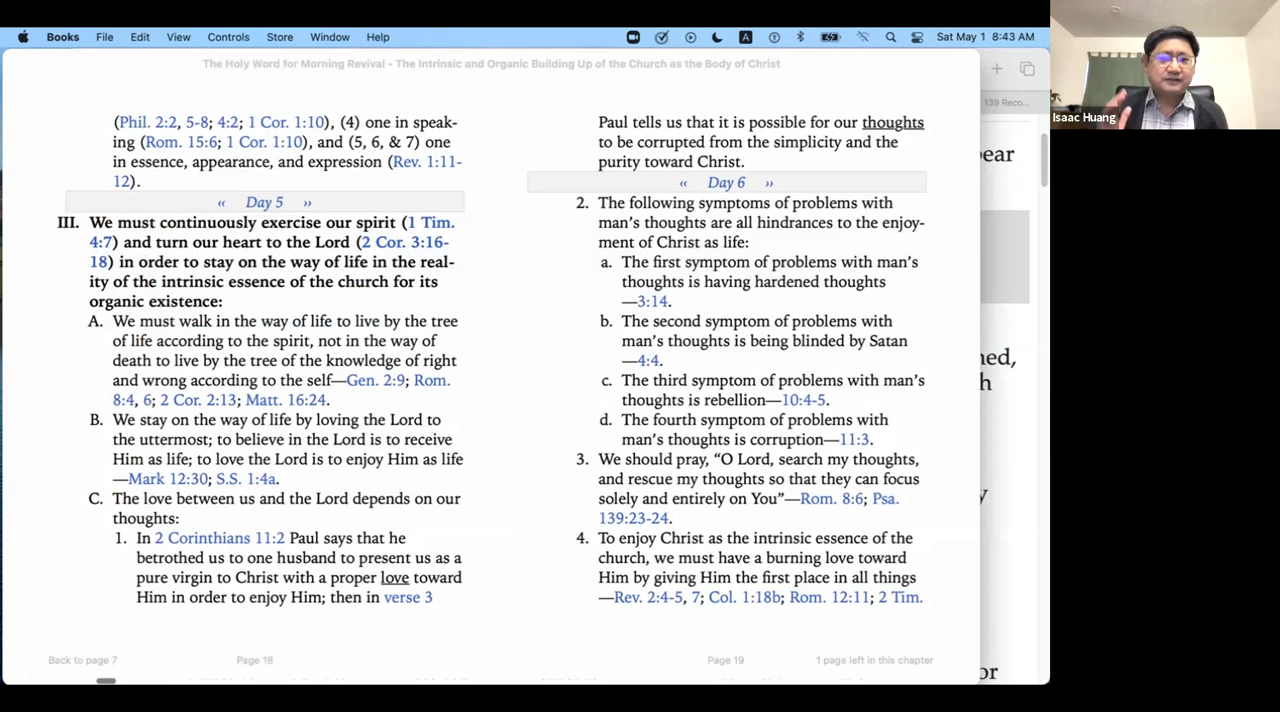 Books File Edit View Controls Store Window Help
A
Sat May 1 8:43 AM
The Holy Word for Morning Revival - The Intrinsic and Organic Building Up of the Church as the Body of Christ
(Phil. 2:2, 5-8; 4:2; 1 Cor. 1:10), (4) one in speak-
ing (Rom. 15:6; 1 Cor. 1:10), and (5, 6, & 7) one
in essence, appearance, and expression (Rev. 1:11-
12).
‹‹ Day 5 ››
III. We must continuously exercise our spirit (1 Tim.
4:7) and turn our heart to the Lord (2 Cor. 3:16-
18) in order to stay on the way of life in the real-
ity of the intrinsic essence of the church for its
organic existence:
A. We must walk in the way of life to live by the tree
of life according to the spirit, not in the way of
death to live by the tree of the knowledge of right
and wrong according to the self—Gen. 2:9; Rom.
8:4, 6; 2 Cor. 2:13; Matt. 16:24.
B. We stay on the way of life by loving the Lord to
the uttermost; to believe in the Lord is to receive
Him as life; to love the Lord is to enjoy Him as life
—Mark 12:30; S.S. 1:4a.
C. The love between us and the Lord depends on our
thoughts:
1. In 2 Corinthians 11:2 Paul says that he
betrothed us to one husband to present us as a
pure virgin to Christ with a proper love toward
Him in order to enjoy Him; then in verse 3
Back to page 7
Page 18
Paul tells us that it is possible for our thoughts
to be corrupted from the simplicity and the
purity toward Christ.
‹‹ Day 6 ››
2. The following symptoms of problems with
man’s thoughts are all hindrances to the enjoy-
ment of Christ as life:
a. The first symptom of problems with man’s
thoughts is having hardened thoughts
—3:14.
b. The second symptom of problems with
man’s thoughts is being blinded by Satan
—4:4.
c. The third symptom of problems with man’s
thoughts is rebellion—10:4-5.
d. The fourth symptom of problems with
man’s thoughts is corruption—11:3.
3. We should pray, “O Lord, search my thoughts,
and rescue my thoughts so that they can focus
solely and entirely on You”—Rom. 8:6; Psa.
139:23-24.
4. To enjoy Christ as the intrinsic essence of the
church, we must have a burning love toward
Him by giving Him the first place in all things
—Rev. 2:4-5, 7; Col. 1:18b; Rom. 12:11; 2 Tim.
Page 19
1 page left in this chapter
139 Reco...
Isaac Huang